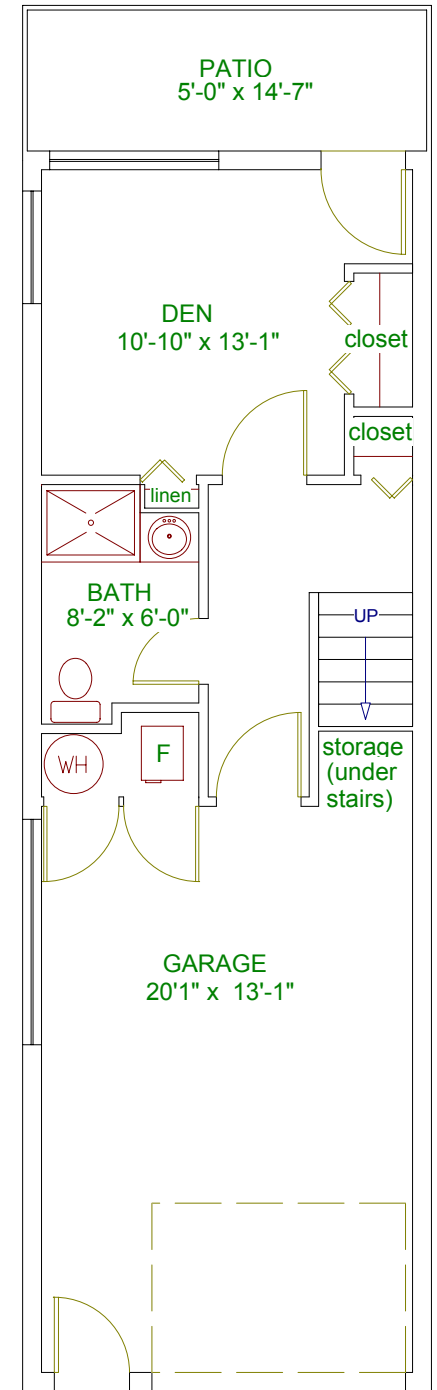 PATIO
5'-0" x 14'-7"
DEN
10'-10" x 13'-1"
closet
closet
linen
BATH
8'-2" x 6'-0"
UP
WH
F
storage
(under
stairs)
GARAGE
20'1" x 13'-1"